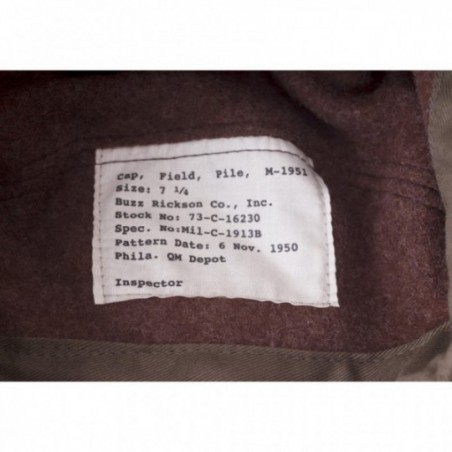 Cap, Field, Pile, M-1951
Size: 7 1/4
Buzz Rickson Co., Inc.
Stock No: 73-C-16230
Spec. No:Mil-C-1913B
Pattern Date: 6 Nov. 1950
Phila. QM Depot
Inspector